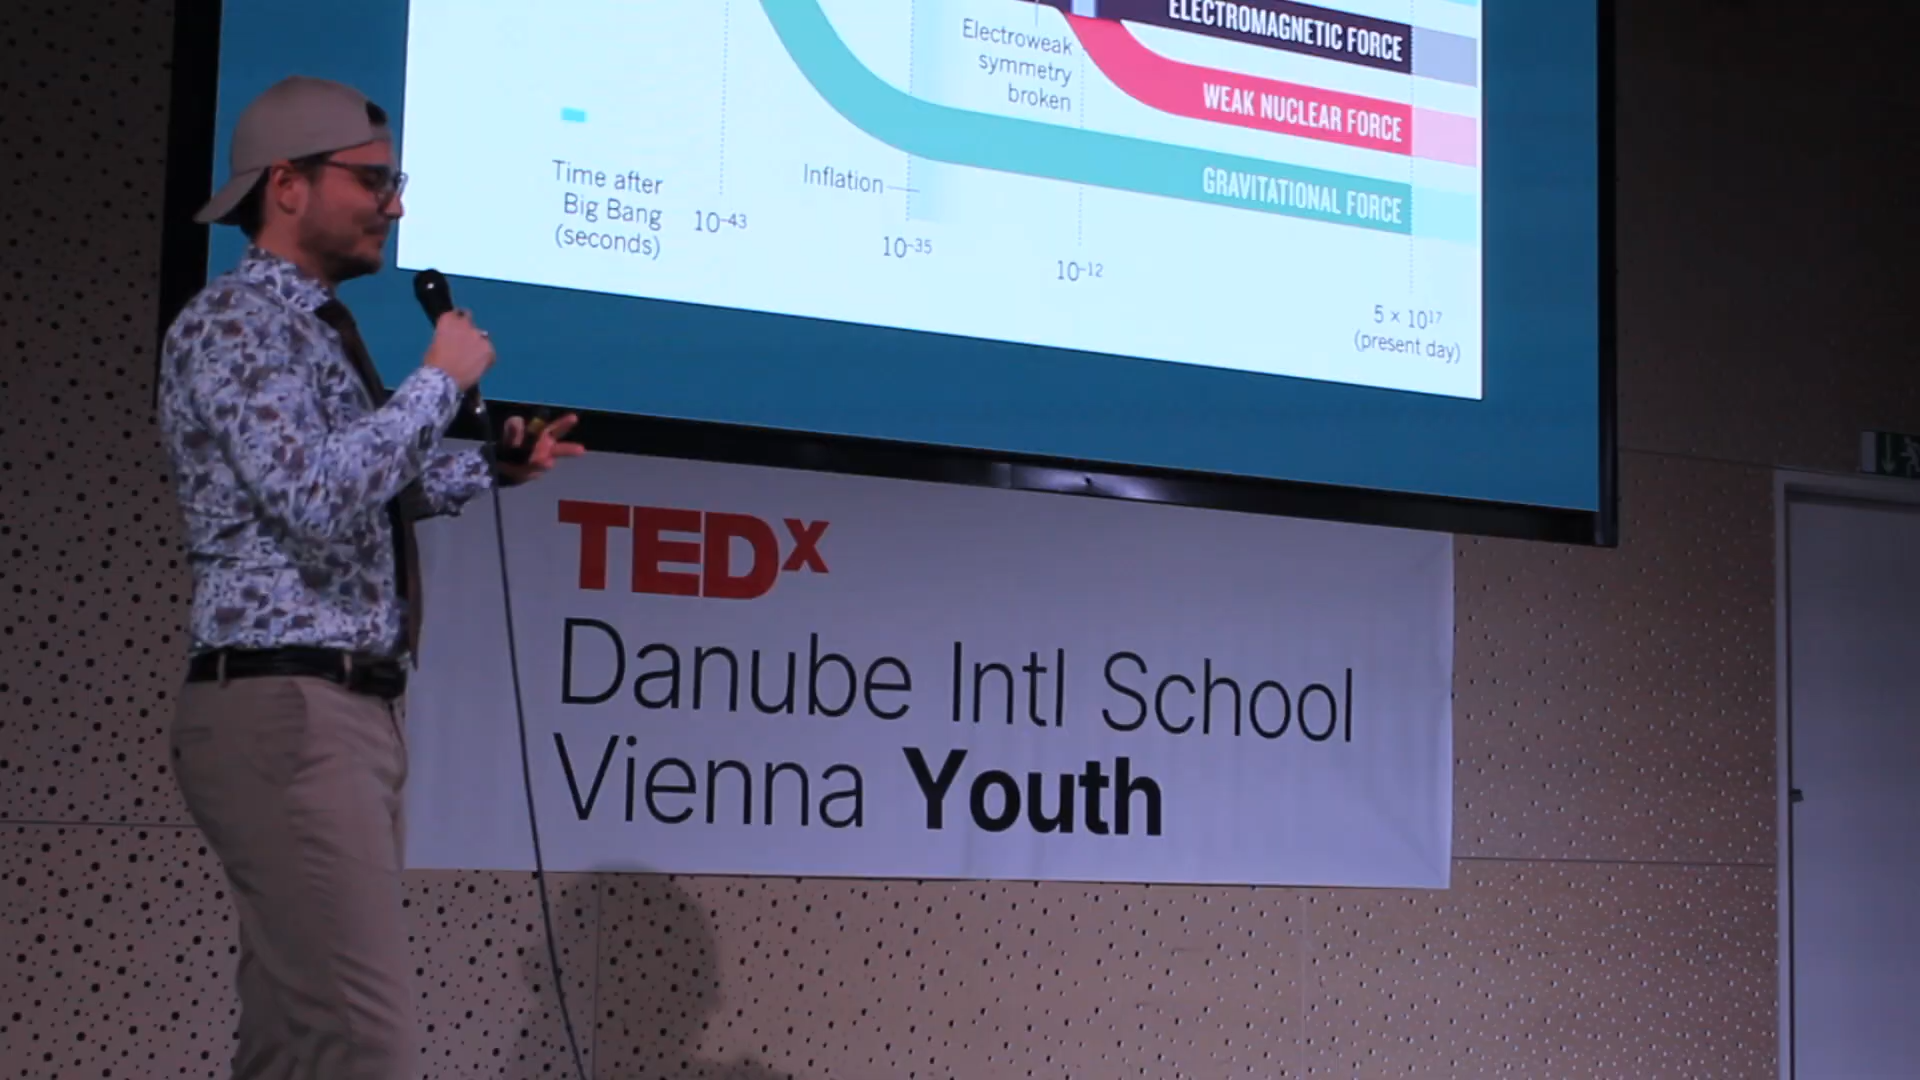 ELECTROMAGNETIC FORCE
Electroweak
symmetry
broken
WEAK NUCLEAR FORCE
GRAVITATIONAL FORCE
Inflation
Time after
Big Bang
(seconds)
10⁻⁴³
10⁻³⁵
10⁻¹²
5 × 10¹⁷
(present day)
TEDx
Danube Intl School
Vienna Youth